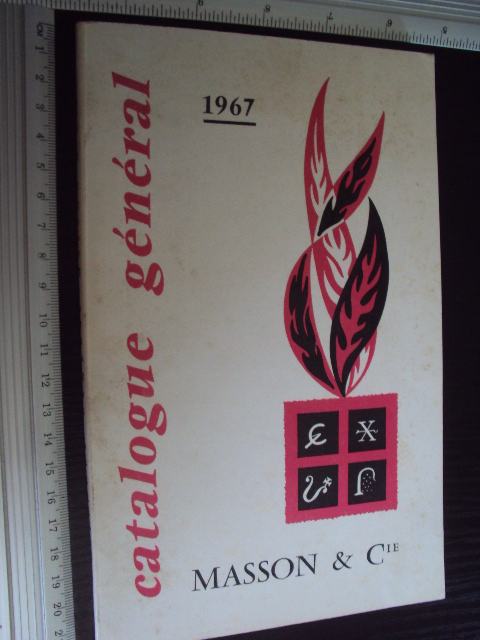 catalogue général
1967
MASSON & CIE